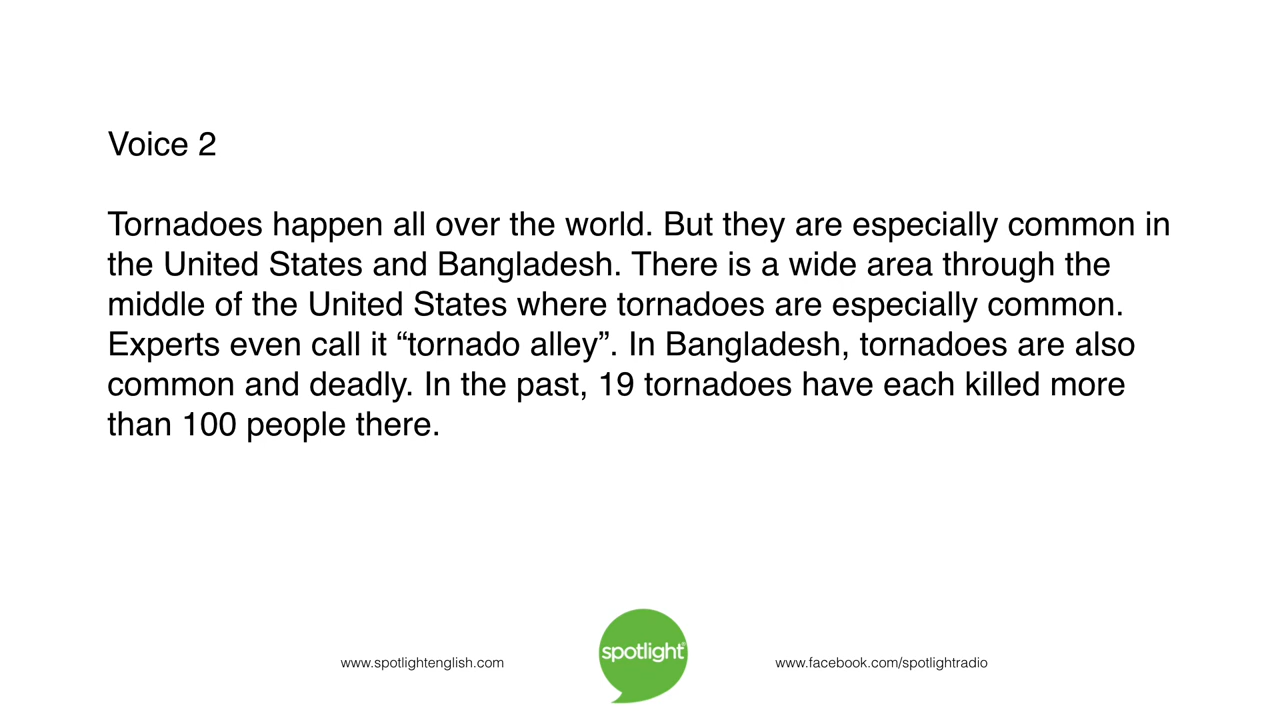 Voice 2
Tornadoes happen all over the world. But they are especially common in
the United States and Bangladesh. There is a wide area through the
middle of the United States where tornadoes are especially common.
Experts even call it “tornado alley”. In Bangladesh, tornadoes are also
common and deadly. In the past, 19 tornadoes have each killed more
than 100 people there.
www.spotlightenglish.com
spotlight®
www.facebook.com/spotlightradio